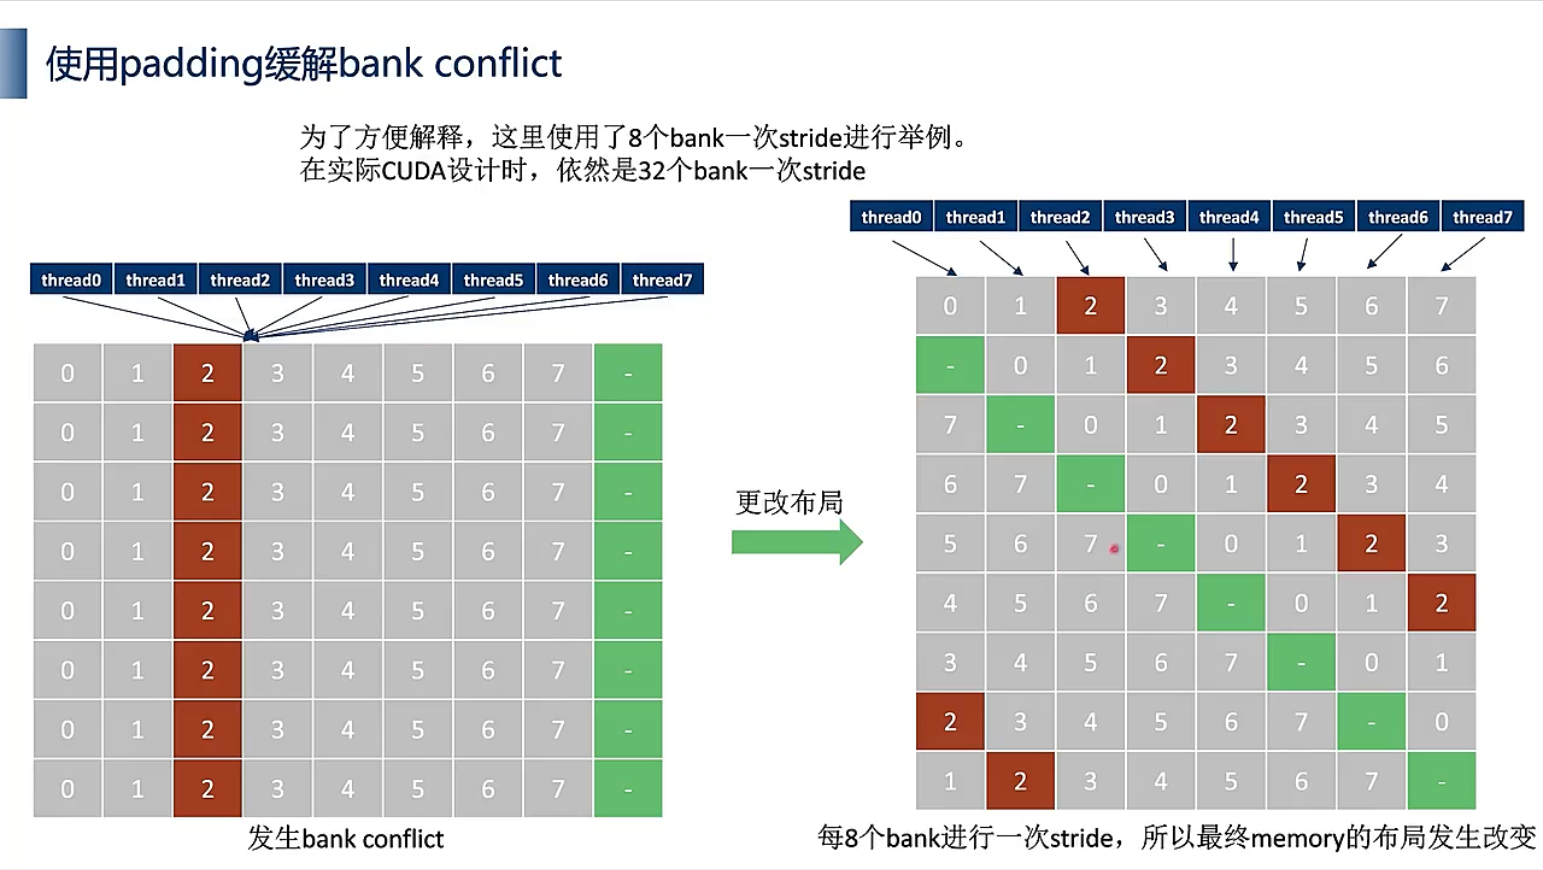 使用padding缓解bank conflict
为了方便解释，这里使用了8个bank一次stride进行举例。
在实际CUDA设计时，依然是32个bank一次stride
thread0 thread1 thread2 thread3 thread4 thread5 thread6 thread7
0 1 2 3 4 5 6 7 -
0 1 2 3 4 5 6 7 -
0 1 2 3 4 5 6 7 -
0 1 2 3 4 5 6 7 -
0 1 2 3 4 5 6 7 -
0 1 2 3 4 5 6 7 -
0 1 2 3 4 5 6 7 -
0 1 2 3 4 5 6 7 -
发生bank conflict
更改布局
thread0 thread1 thread2 thread3 thread4 thread5 thread6 thread7
0 1 2 3 4 5 6 7
- 0 1 2 3 4 5 6
7 - 0 1 2 3 4 5
6 7 - 0 1 2 3 4
5 6 7 - 0 1 2 3
4 5 6 7 - 0 1 2
3 4 5 6 7 - 0 1
2 3 4 5 6 7 - 0
1 2 3 4 5 6 7 -
每8个bank进行一次stride，所以最终memory的布局发生改变